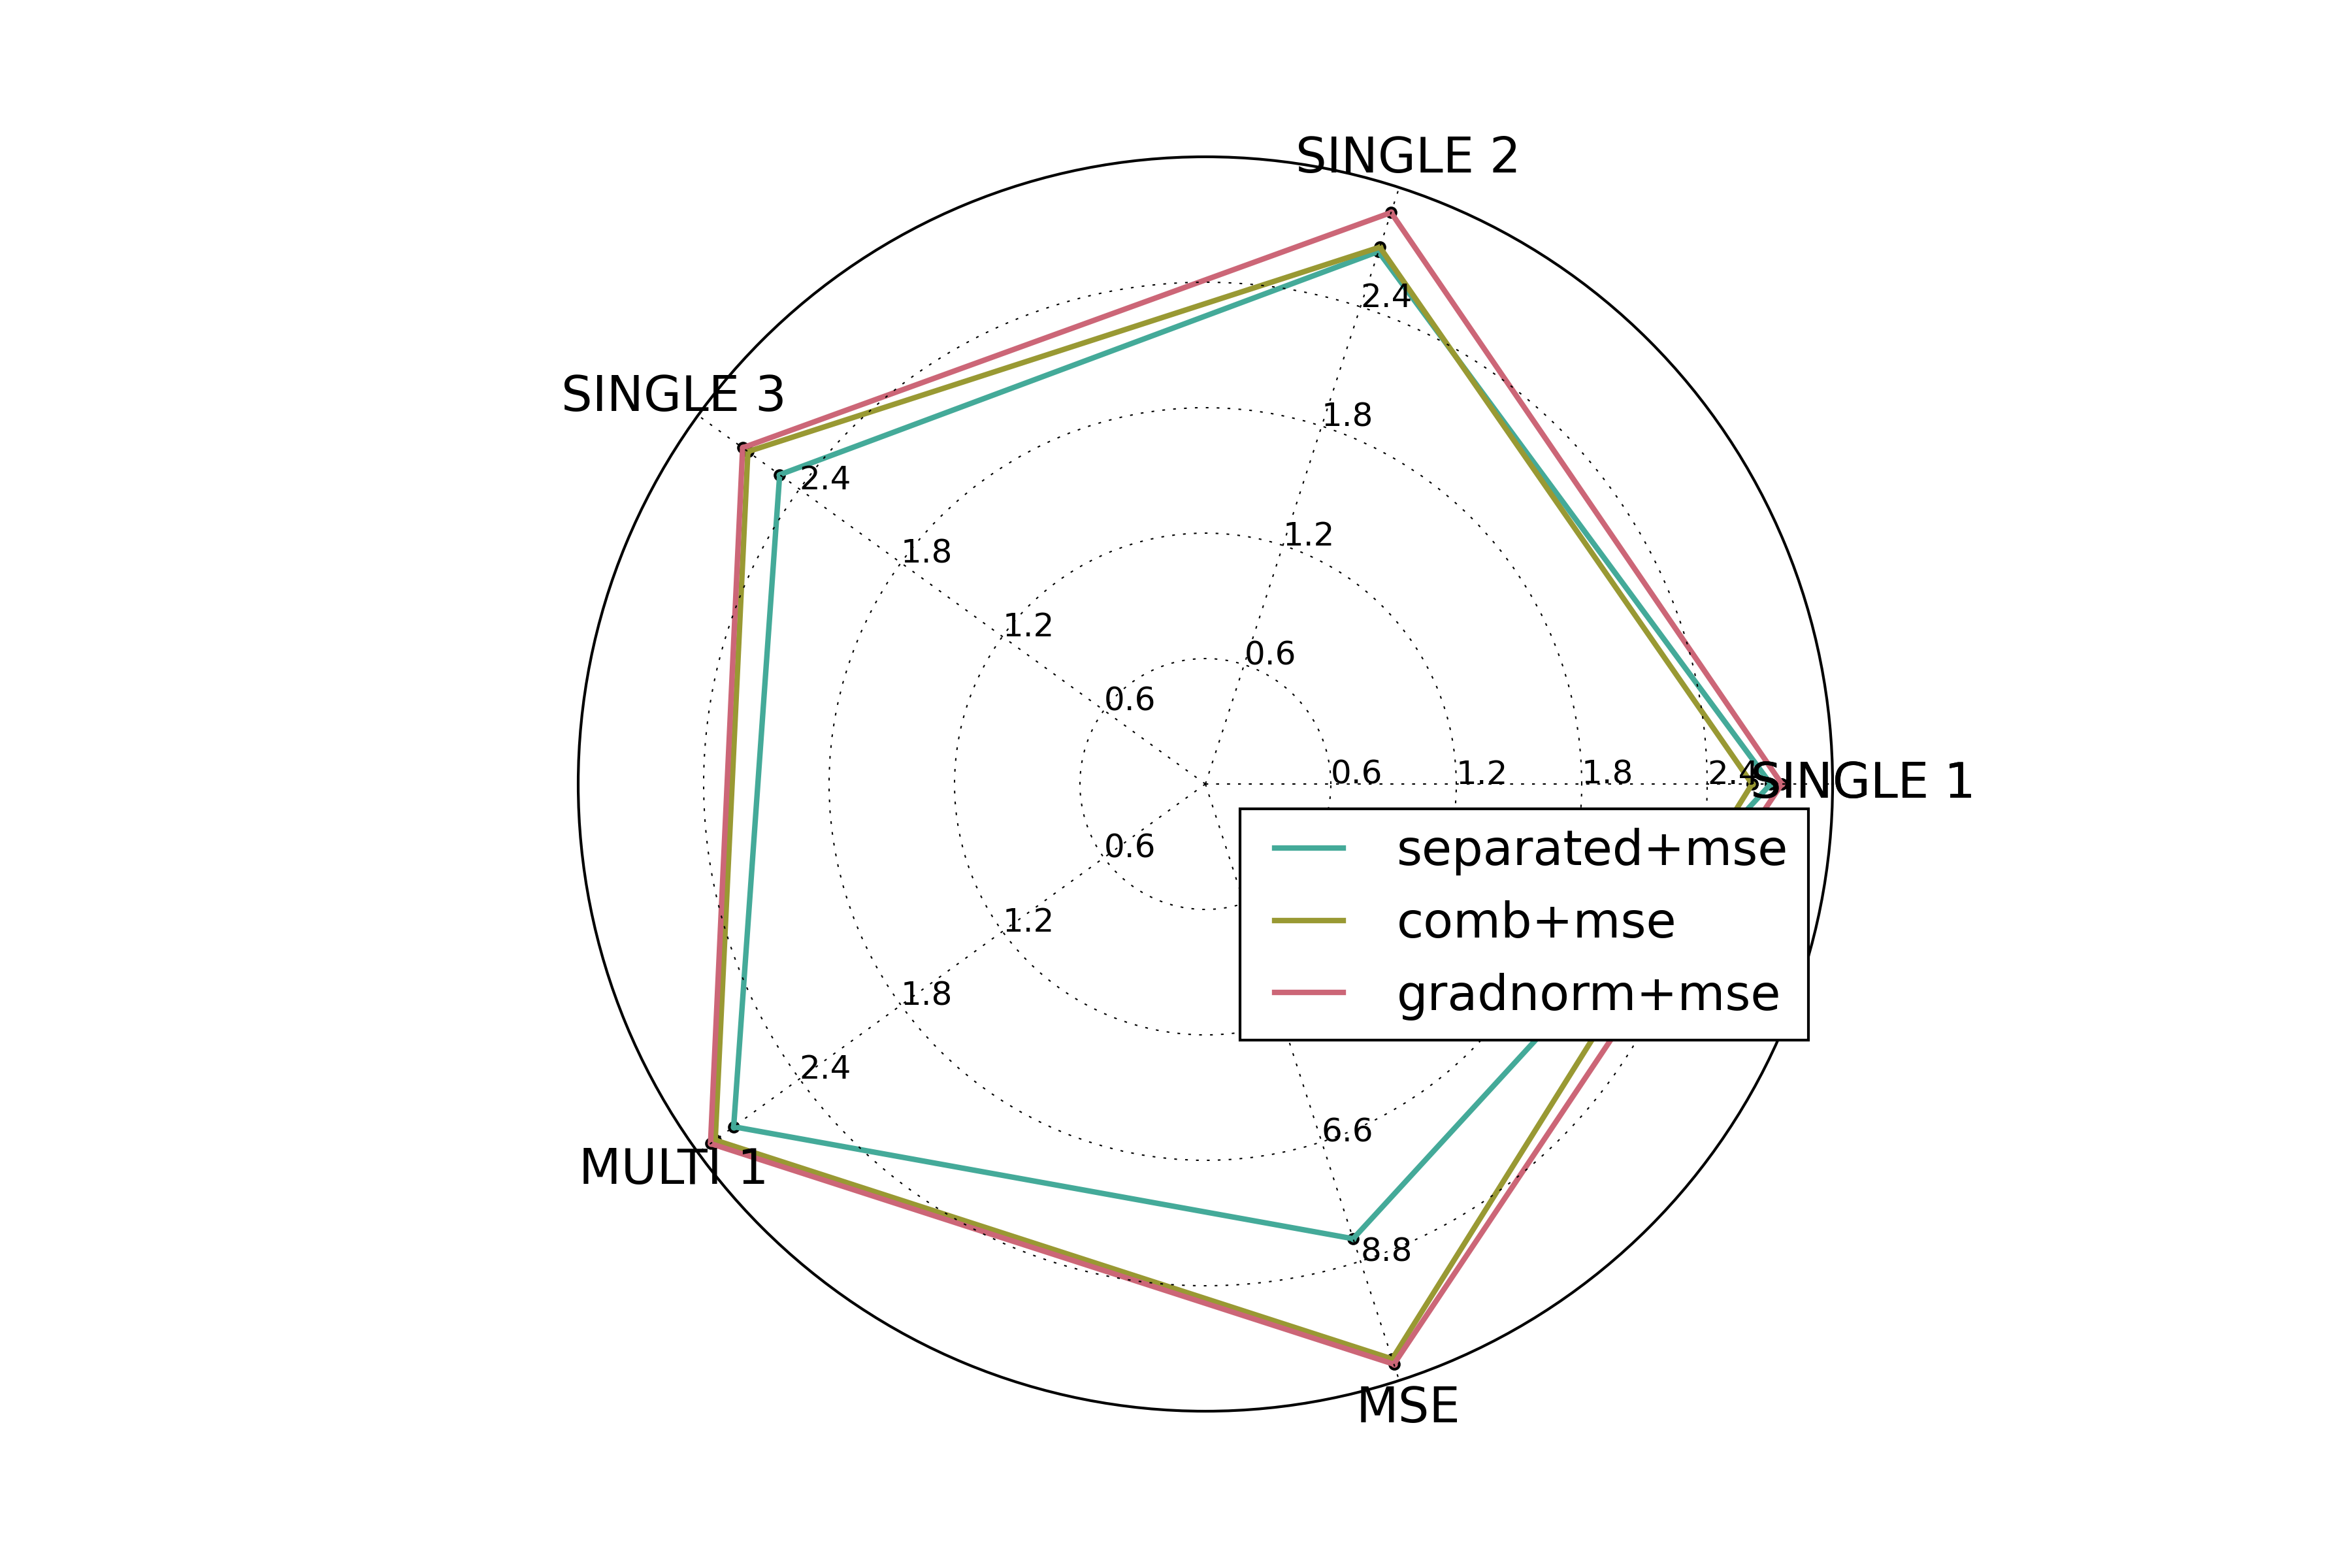 SINGLE 2
2.4
SINGLE 3
1.8
2.4
1.8
1.2
1.2
0.6
0.6
0.6 1.2 1.8 2.4 SINGLE 1
0.6
separated+mse
1.2
comb+mse
1.8
gradnorm+mse
2.4
6.6
MULTI 1
8.8
MSE